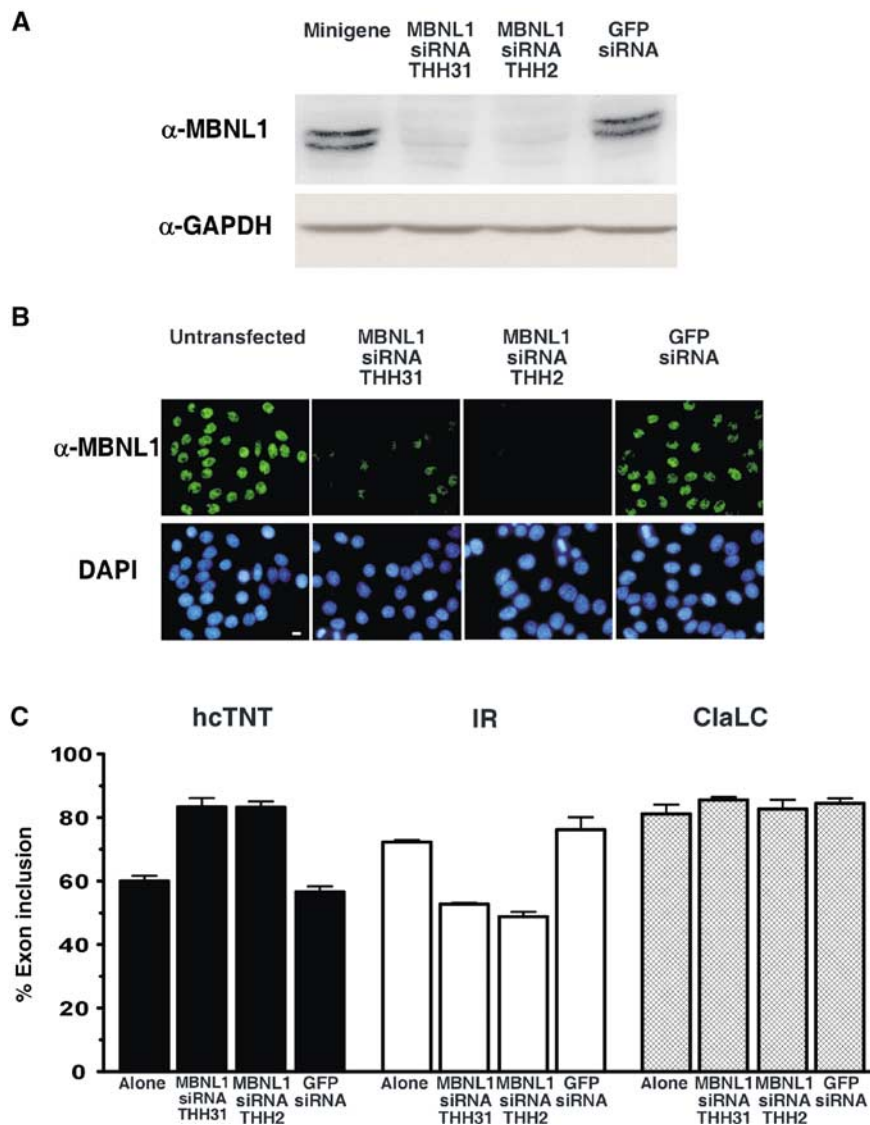 A
Minigene
MBNL1
siRNA
THH31
MBNL1
siRNA
THH2
GFP
siRNA
α-MBNL1
α-GAPDH
B
Untransfected
MBNL1
siRNA
THH31
MBNL1
siRNA
THH2
GFP
siRNA
α-MBNL1
DAPI
C
hcTNT
IR
ClaLC
% Exon inclusion
100
80
60
40
20
0
Alone
MBNL1
siRNA
THH31
MBNL1
siRNA
THH2
GFP
siRNA
Alone
MBNL1
siRNA
THH31
MBNL1
siRNA
THH2
GFP
siRNA
Alone
MBNL1
siRNA
THH31
MBNL1
siRNA
THH2
GFP
siRNA